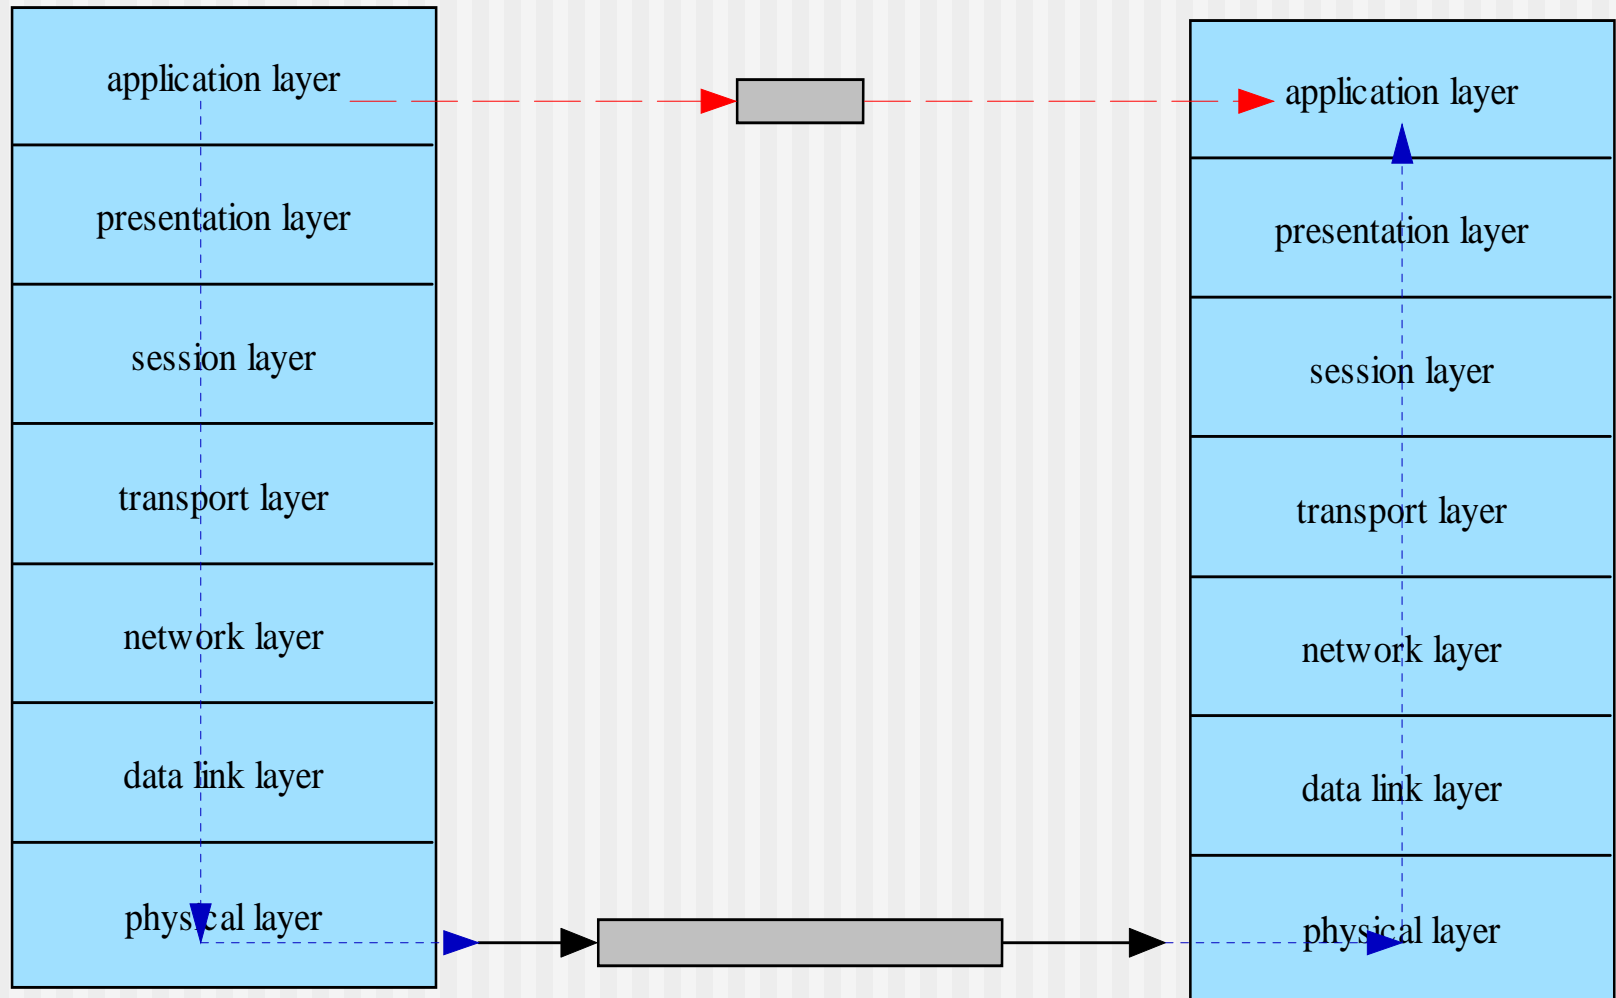 application layer
presentation layer
session layer
transport layer
network layer
data link layer
physical layer
application layer
presentation layer
session layer
transport layer
network layer
data link layer
physical layer